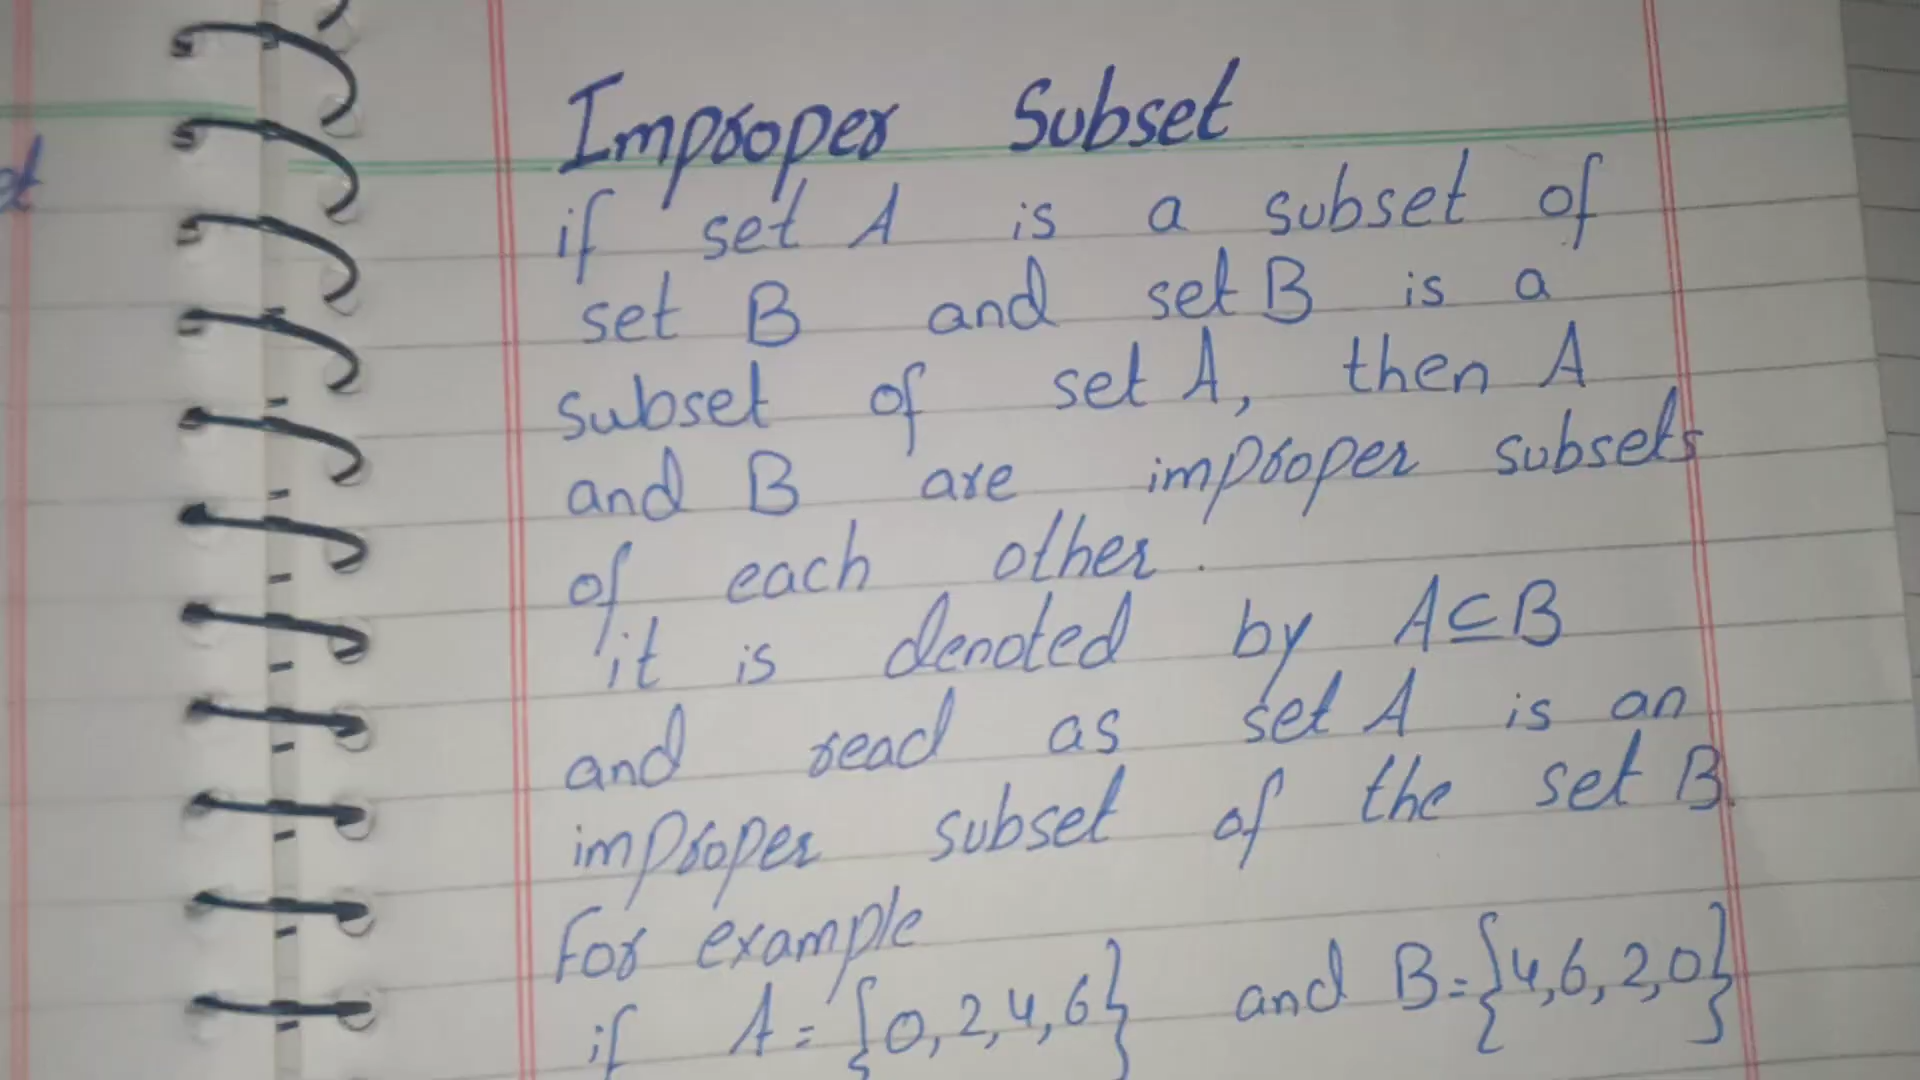 Improper Subset
if set A is a subset of
set B and set B is a
subset of set A, then A
and B are improper subsets
of each other.
it is denoted by A⊆B
and read as set A is an
improper subset of the set B.
For example
if A = {0, 2, 4, 6} and B = {4, 6, 2, 0}